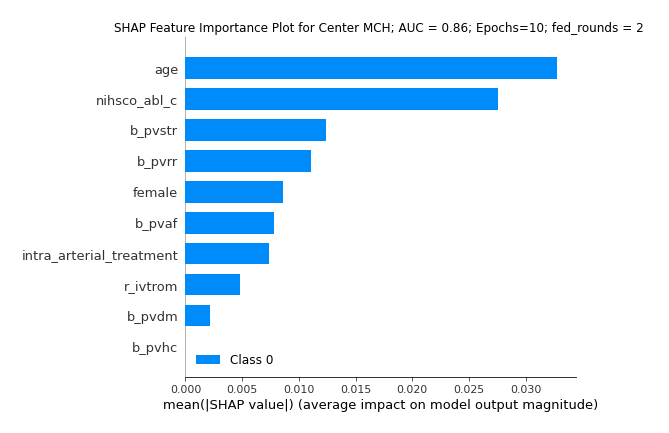 SHAP Feature Importance Plot for Center MCH; AUC = 0.86; Epochs=10; fed_rounds = 2
age
nihsco_abl_c
b_pvstr
b_pvrr
female
b_pvaf
intra_arterial_treatment
r_ivtrom
b_pvdm
b_pvhc
Class 0
0.000 0.005 0.010 0.015 0.020 0.025 0.030
mean(|SHAP value|) (average impact on model output magnitude)